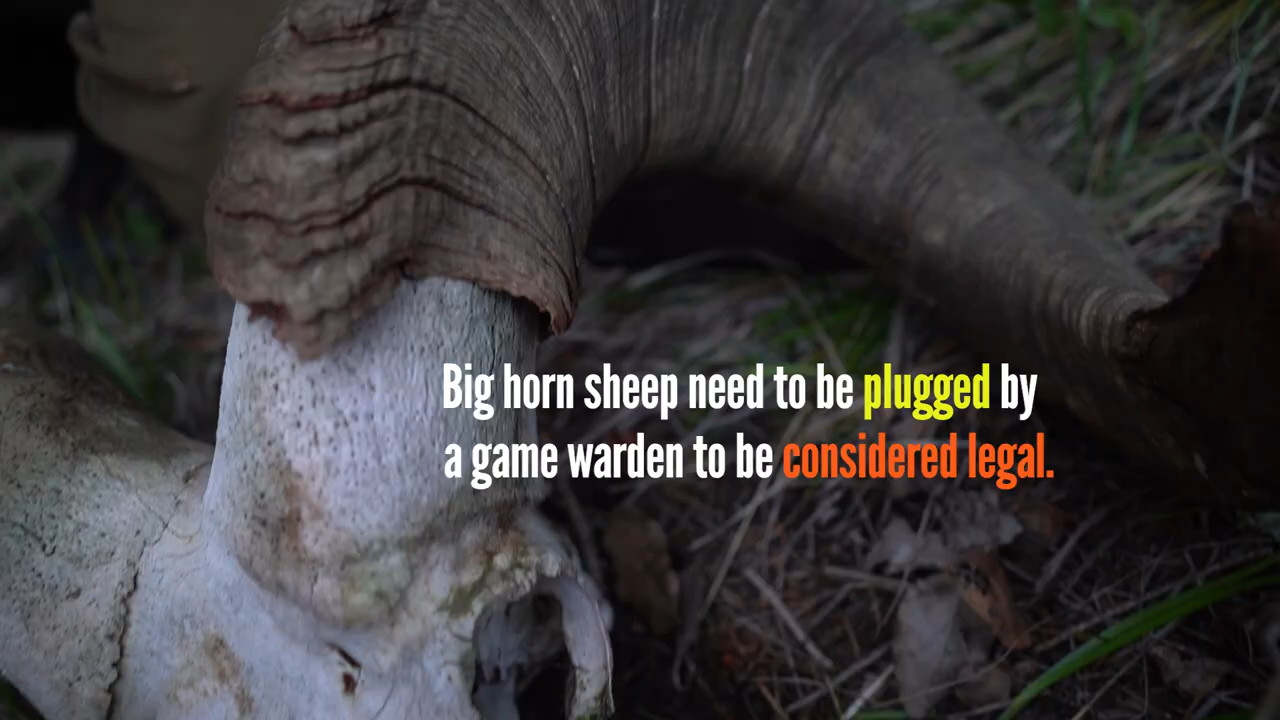 Big horn sheep need to be plugged by
a game warden to be considered legal.